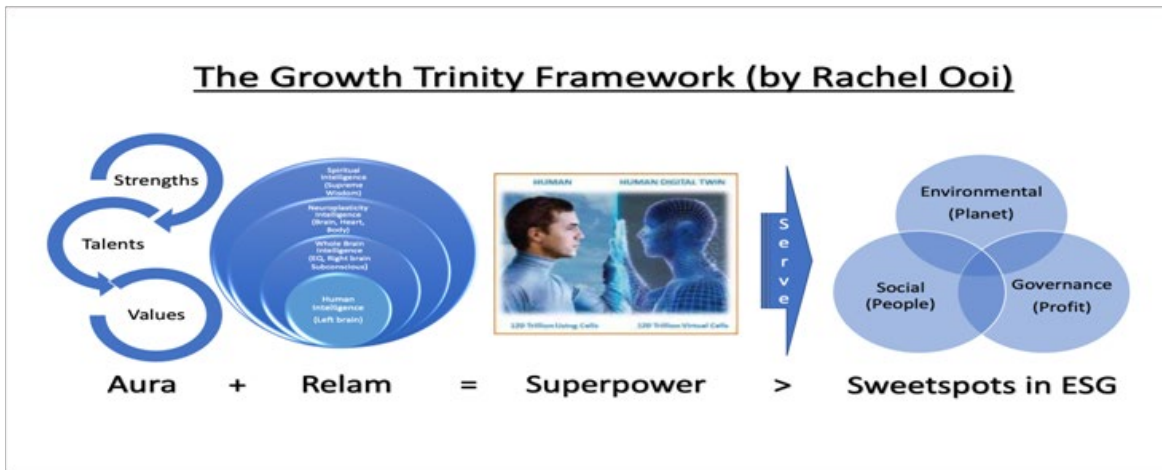 The Growth Trinity Framework (by Rachel Ooi)
Strengths
Talents
Values
Spiritual
Intelligence
(Supreme
Wisdom)
Neuroplasticity
Intelligence
(Brain, Heart,
Body)
Whole Brain
Intelligence
(EQ, Right brain
Subconscious)
Human
Intelligence
(Left brain)
HUMAN
HUMAN DIGITAL TWIN
120 Trillion Living Cells
120 Trillion Virtual Cells
Serve
Environmental
(Planet)
Social
(People)
Governance
(Profit)
Aura + Relam = Superpower > Sweetspots in ESG